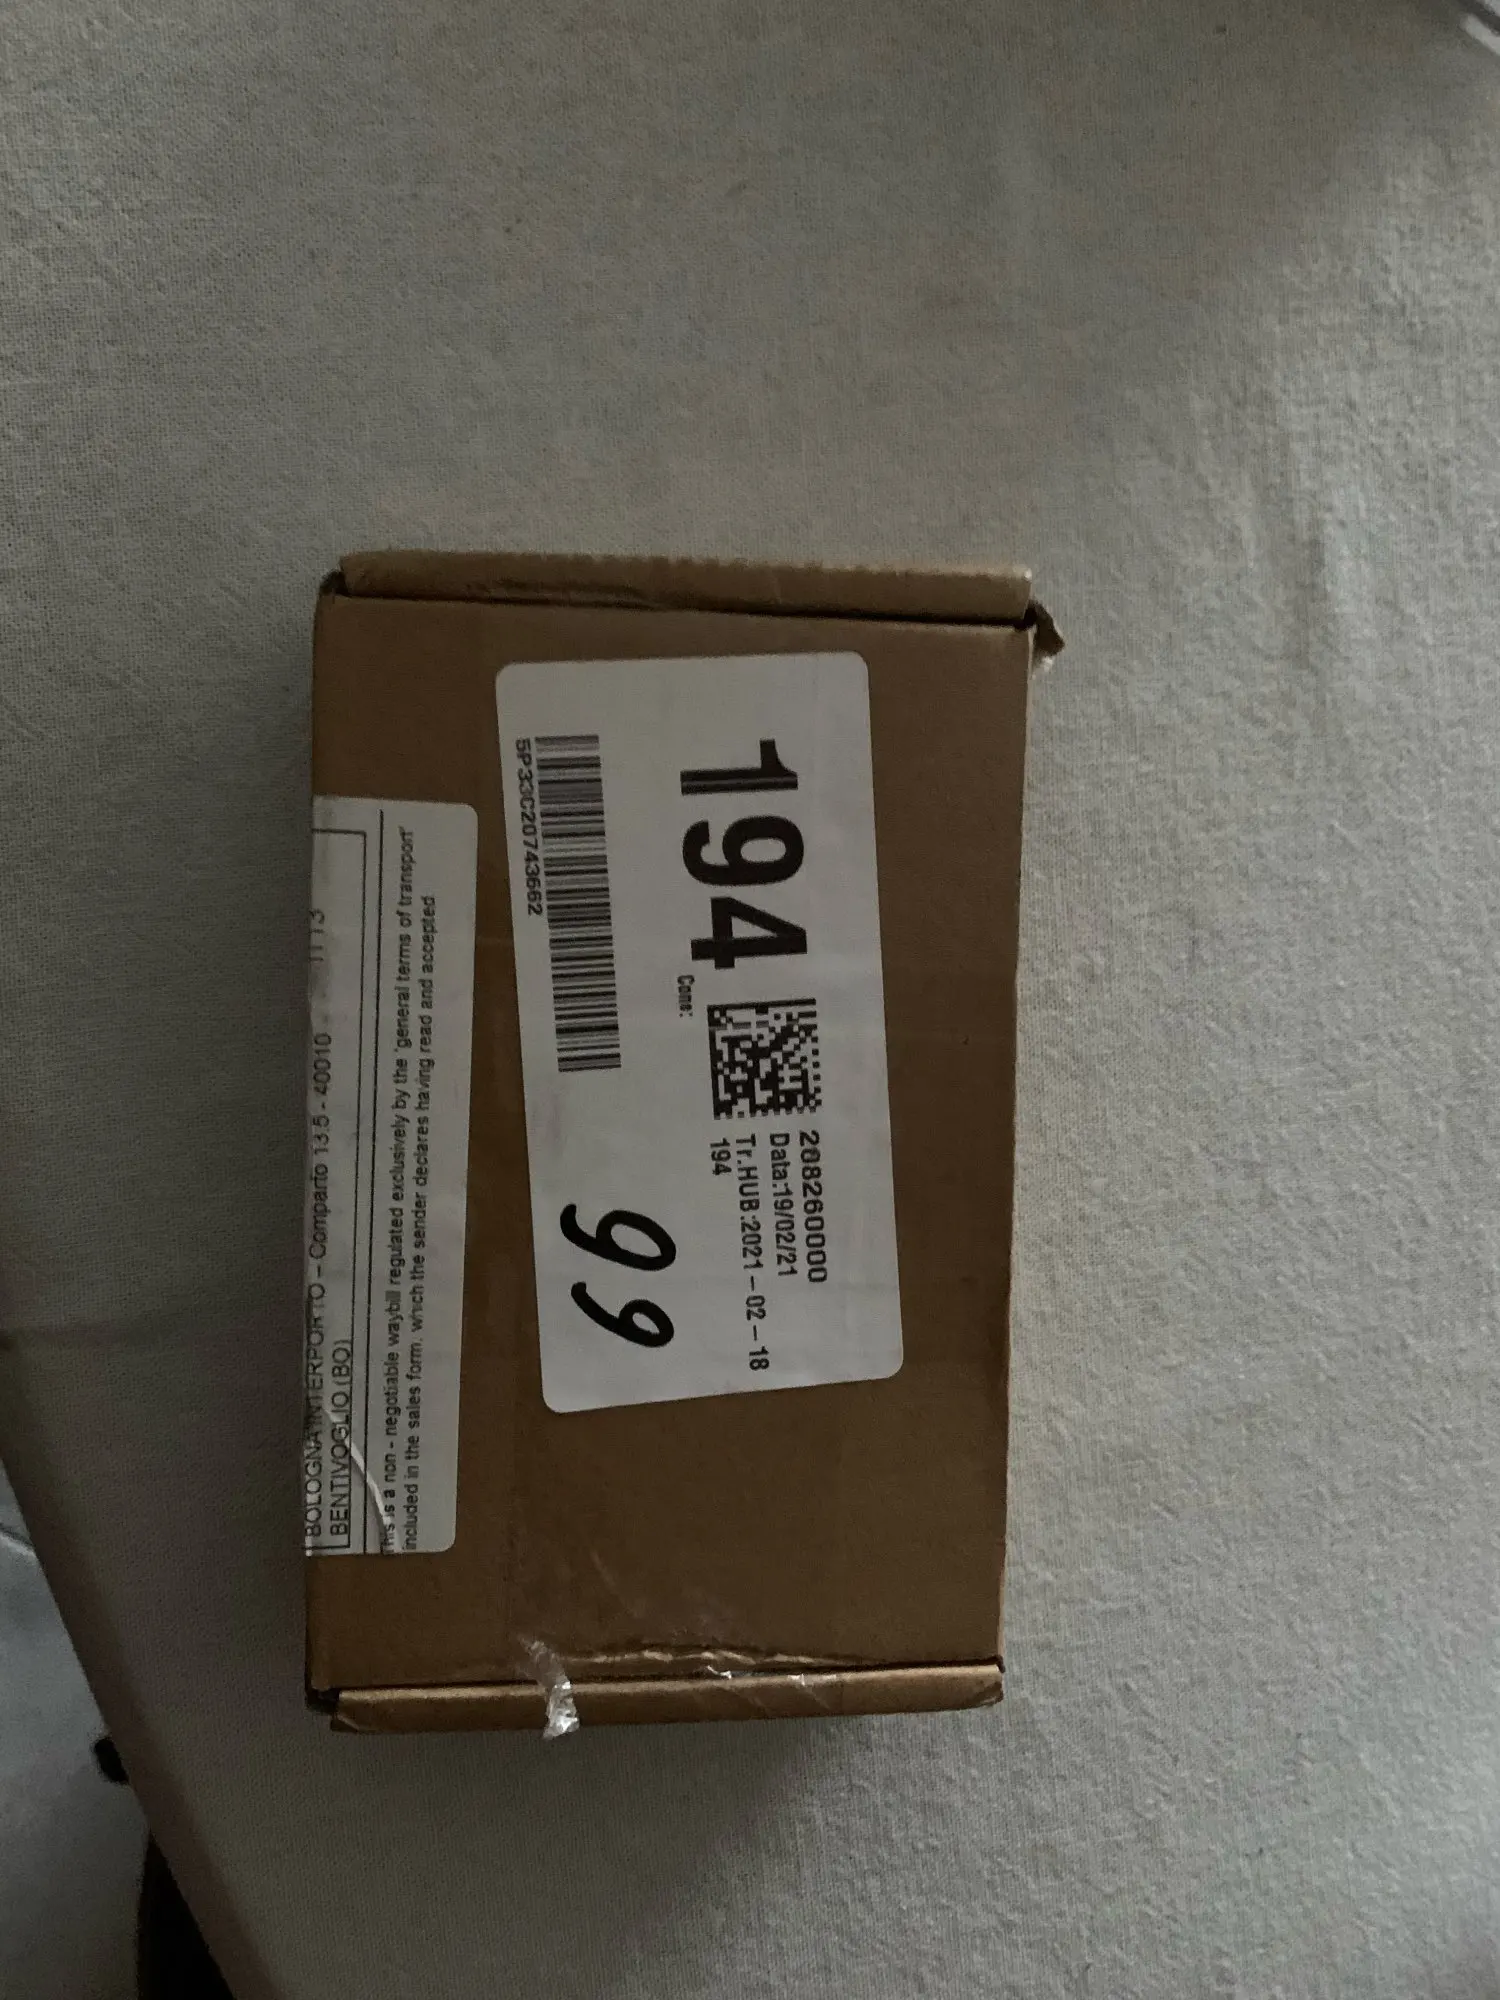 194
208260000
Data:19/02/21
Tr.HUB:2021-02-18
194
Cons:
5P33C20743662
99
BOLOGNA INTERPORTO - Comparto 13.5 - 40010
BENTIVOGLIO (BO)
This is a non - negotiable waybill regulated exclusively by the "general terms of transport"
included in the sales form, which the sender declares having read and accepted